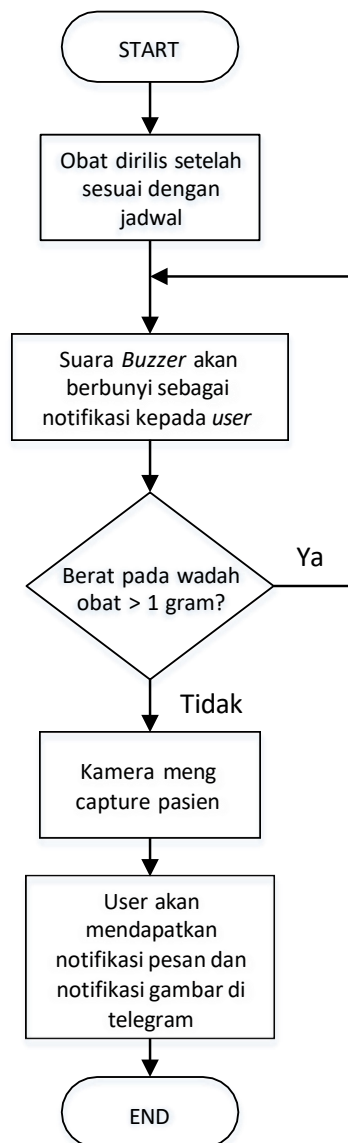 START
Obat dirilis setelah
sesuai dengan
jadwal
Suara Buzzer akan
berbunyi sebagai
notifikasi kepada user
Berat pada wadah
obat > 1 gram?
Ya
Tidak
Kamera meng
capture pasien
User akan
mendapatkan
notifikasi pesan dan
notifikasi gambar di
telegram
END